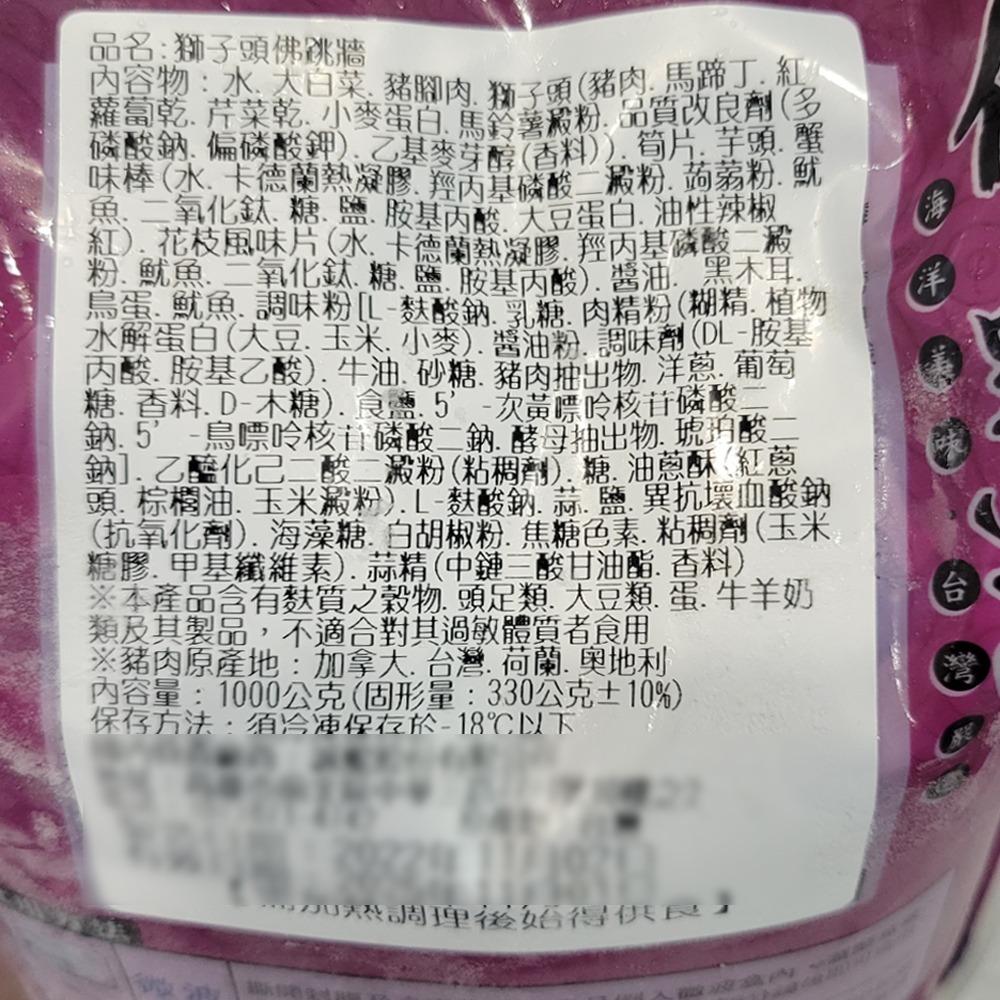 品名:獅子頭佛跳牆
內容物：水.大白菜.豬腳肉.獅子頭(豬肉.馬蹄丁.紅
蘿蔔乾.芹菜乾.小麥蛋白.馬鈴薯澱粉.品質改良劑(多
磷酸鈉.偏磷酸鉀).乙基麥芽醇(香料)).筍片.芋頭.蟹
味棒(水.卡德蘭熱凝膠.羥丙基磷酸二澱粉.蒟蒻粉.魷
魚.二氧化鈦.糖.鹽.胺基丙酸.大豆蛋白.油性辣椒
紅).花枝風味片(水.卡德蘭熱凝膠.羥丙基磷酸二澱
粉.魷魚.二氧化鈦.糖.鹽.胺基丙酸).醬油.黑木耳.
鳥蛋.魷魚.調味粉[L-麩酸鈉.乳糖.肉精粉(糊精.植物
水解蛋白(大豆.玉米.小麥).醬油粉.調味劑(DL-胺基
丙酸.胺基乙酸).牛油.砂糖.豬肉抽出物.洋蔥.葡萄
糖.香料.D-木糖).食鹽.5'-次黃嘌呤核苷磷酸二
鈉.5'-鳥嘌呤核苷磷酸二鈉.酵母抽出物.琥珀酸二
鈉].乙醯化己二酸二澱粉(粘稠劑).糖.油蔥酥(紅蔥
頭.棕櫚油.玉米澱粉).L-麩酸鈉.蒜.鹽.異抗壞血酸鈉
(抗氧化劑).海藻糖.白胡椒粉.焦糖色素.粘稠劑(玉米
糖膠.甲基纖維素).蒜精(中鏈三酸甘油酯.香料)
※本產品含有麩質之穀物.頭足類.大豆類.蛋.牛羊奶
類及其製品，不適合對其過敏體質者食用
※豬肉原產地：加拿大.台灣.荷蘭.奧地利
內容量：1000公克(固形量：330公克±10%)
保存方法：須冷凍保存於-18℃以下
加熱調理後始得供食】
海洋美味.台灣嚴
微波